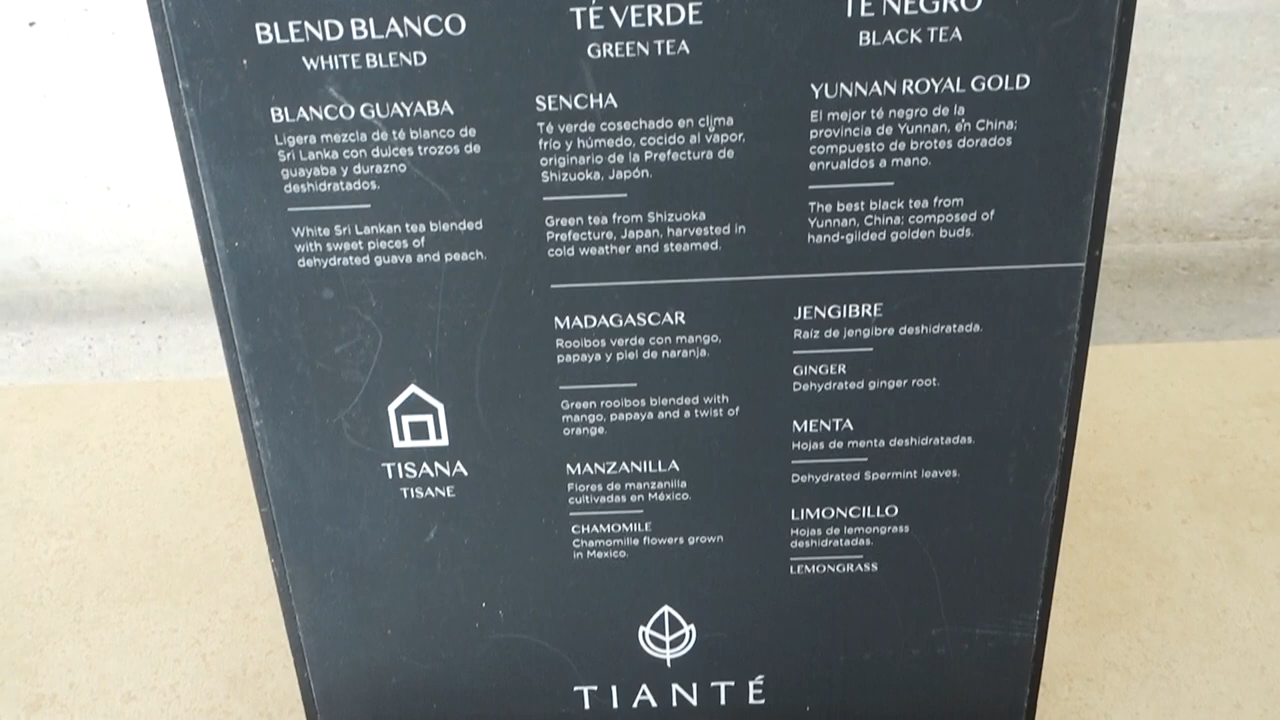 BLEND BLANCO
WHITE BLEND
BLANCO GUAYABA
Ligera mezcla de té blanco de
Sri Lanka con dulces trozos de
guayaba y durazno
deshidratados.
White Sri Lankan tea blended
with sweet pieces of
dehydrated guava and peach.
TÉ VERDE
GREEN TEA
SENCHA
Té verde cosechado en clima
frío y húmedo, cocido al vapor,
originario de la Prefectura de
Shizuoka, Japón.
Green tea from Shizuoka
Prefecture, Japan, harvested in
cold weather and steamed.
TÉ NEGRO
BLACK TEA
YUNNAN ROYAL GOLD
El mejor té negro de la
provincia de Yunnan, en China;
compuesto de brotes dorados
enrualdos a mano.
The best black tea from
Yunnan, China; composed of
hand-gilded golden buds.
TISANA
TISANE
MADAGASCAR
Rooibos verde con mango,
papaya y piel de naranja.
Green rooibos blended with
mango, papaya and a twist of
orange.
MANZANILLA
Flores de manzanilla
cultivadas en México.
CHAMOMILE
Chamomille flowers grown
in Mexico.
JENGIBRE
Raíz de jengibre deshidratada.
GINGER
Dehydrated ginger root.
MENTA
Hojas de menta deshidratadas.
Dehydrated Spermint leaves.
LIMONCILLO
Hojas de lemongrass
deshidratadas.
LEMONGRASS
TIANTÉ